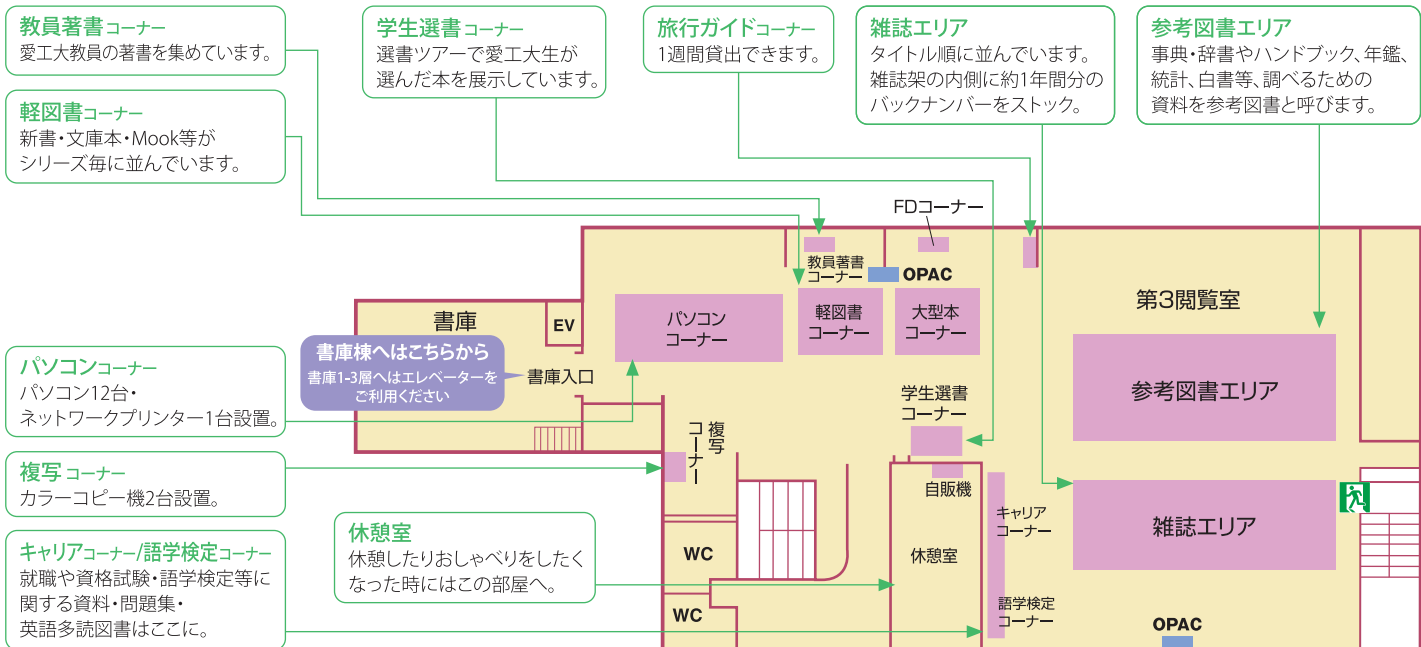 教員著書コーナー
愛工大教員の著書を集めています。
軽図書コーナー
新書・文庫本・Mook等が
シリーズ毎に並んでいます。
学生選書コーナー
選書ツアーで愛工大生が
選んだ本を展示しています。
旅行ガイドコーナー
1週間貸出できます。
雑誌エリア
タイトル順に並んでいます。
雑誌架の内側に約1年間分の
バックナンバーをストック。
参考図書エリア
事典・辞書やハンドブック、年鑑、
統計、白書等、調べるための
資料を参考図書と呼びます。
FDコーナー
教員著書
コーナー
OPAC
第3閲覧室
書庫
EV
パソコン
コーナー
軽図書
コーナー
大型本
コーナー
書庫棟へはこちらから
書庫1-3層へはエレベーターを
ご利用ください
書庫入口
パソコンコーナー
パソコン12台・
ネットワークプリンター1台設置。
参考図書エリア
学生選書
コーナー
複写
コーナー
複写コーナー
カラーコピー機2台設置。
自販機
キャリア
コーナー
雑誌エリア
休憩室
休憩したりおしゃべりをしたく
なった時にはこの部屋へ。
WC
休憩室
キャリアコーナー/語学検定コーナー
就職や資格試験・語学検定等に
関する資料・問題集・
英語多読図書はここに。
WC
語学検定
コーナー
OPAC